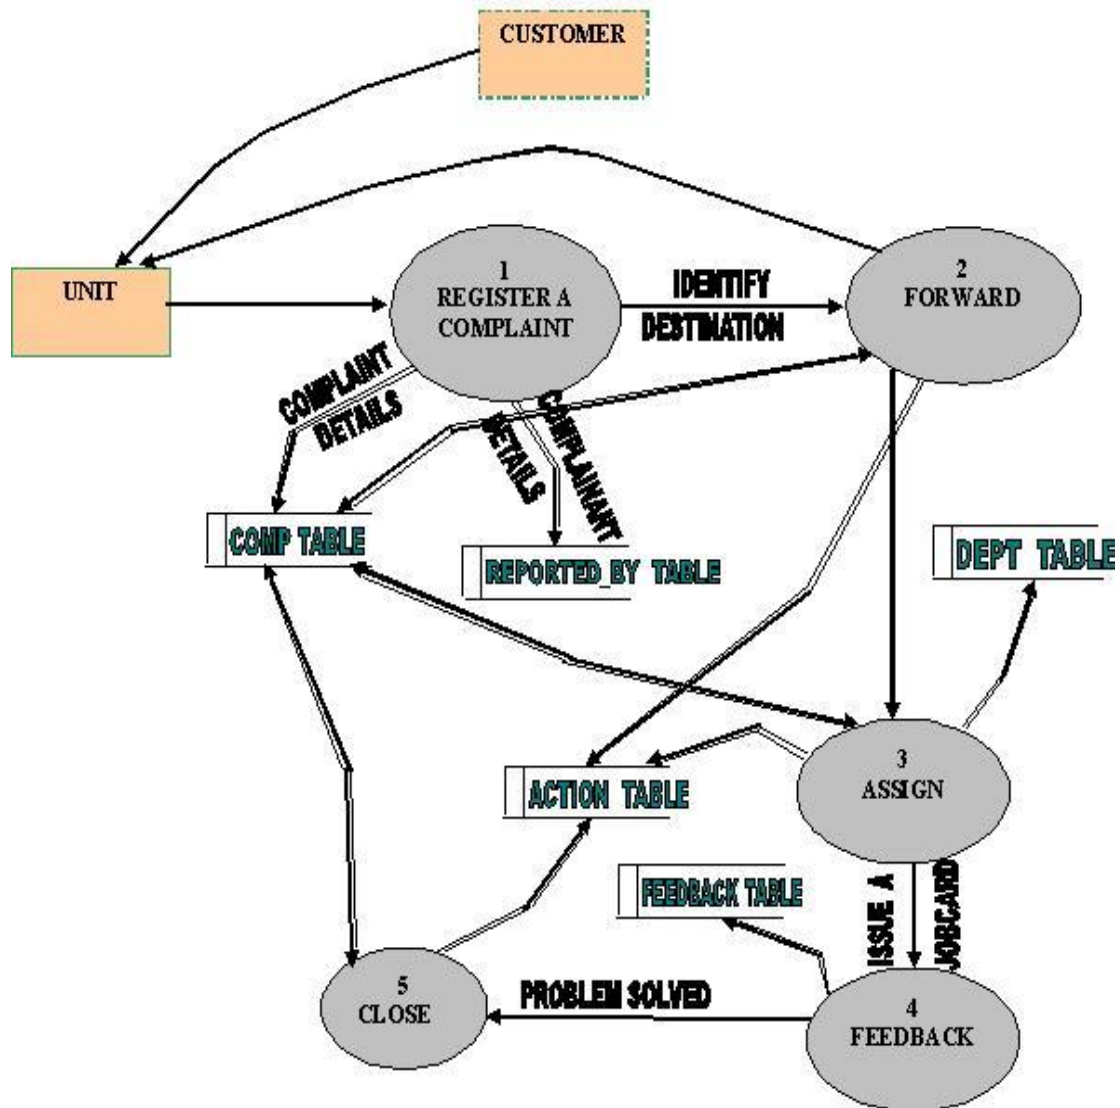 CUSTOMER
UNIT
1
REGISTER A
COMPLAINT
IDENTIFY
DESTINATION
2
FORWARD
COMPLAINT
DETAILS
COMPLAINANT
DETAILS
COMP TABLE
REPORTED_BY TABLE
DEPT TABLE
3
ASSIGN
ACTION TABLE
FEEDBACK TABLE
ISSUE A
JOBCARD
5
CLOSE
PROBLEM SOLVED
4
FEEDBACK